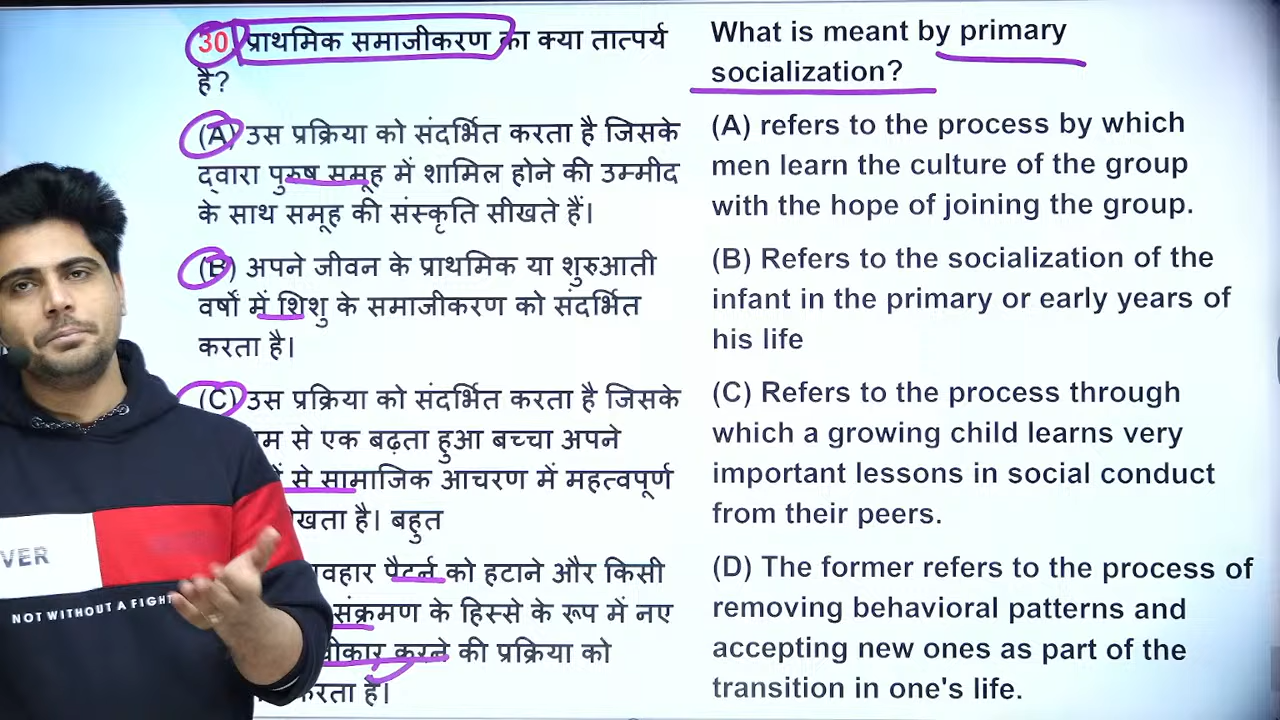 30. प्राथमिक समाजीकरण का क्या तात्पर्य
है?
(A) उस प्रक्रिया को संदर्भित करता है जिसके
द्वारा पुरुष समूह में शामिल होने की उम्मीद
के साथ समूह की संस्कृति सीखते हैं।
(B) अपने जीवन के प्राथमिक या शुरुआती
वर्षों में शिशु के समाजीकरण को संदर्भित
करता है।
(C) उस प्रक्रिया को संदर्भित करता है जिसके
से एक बढ़ता हुआ बच्चा अपने
से सामाजिक आचरण में महत्वपूर्ण
है। बहुत
पैटर्न को हटाने और किसी
संक्रमण के हिस्से के रूप में नए
करने की प्रक्रिया को
है।
What is meant by primary
socialization?
(A) refers to the process by which
men learn the culture of the group
with the hope of joining the group.
(B) Refers to the socialization of the
infant in the primary or early years of
his life
(C) Refers to the process through
which a growing child learns very
important lessons in social conduct
from their peers.
(D) The former refers to the process of
removing behavioral patterns and
accepting new ones as part of the
transition in one's life.
VER
NOT WITHOUT A FIGHT